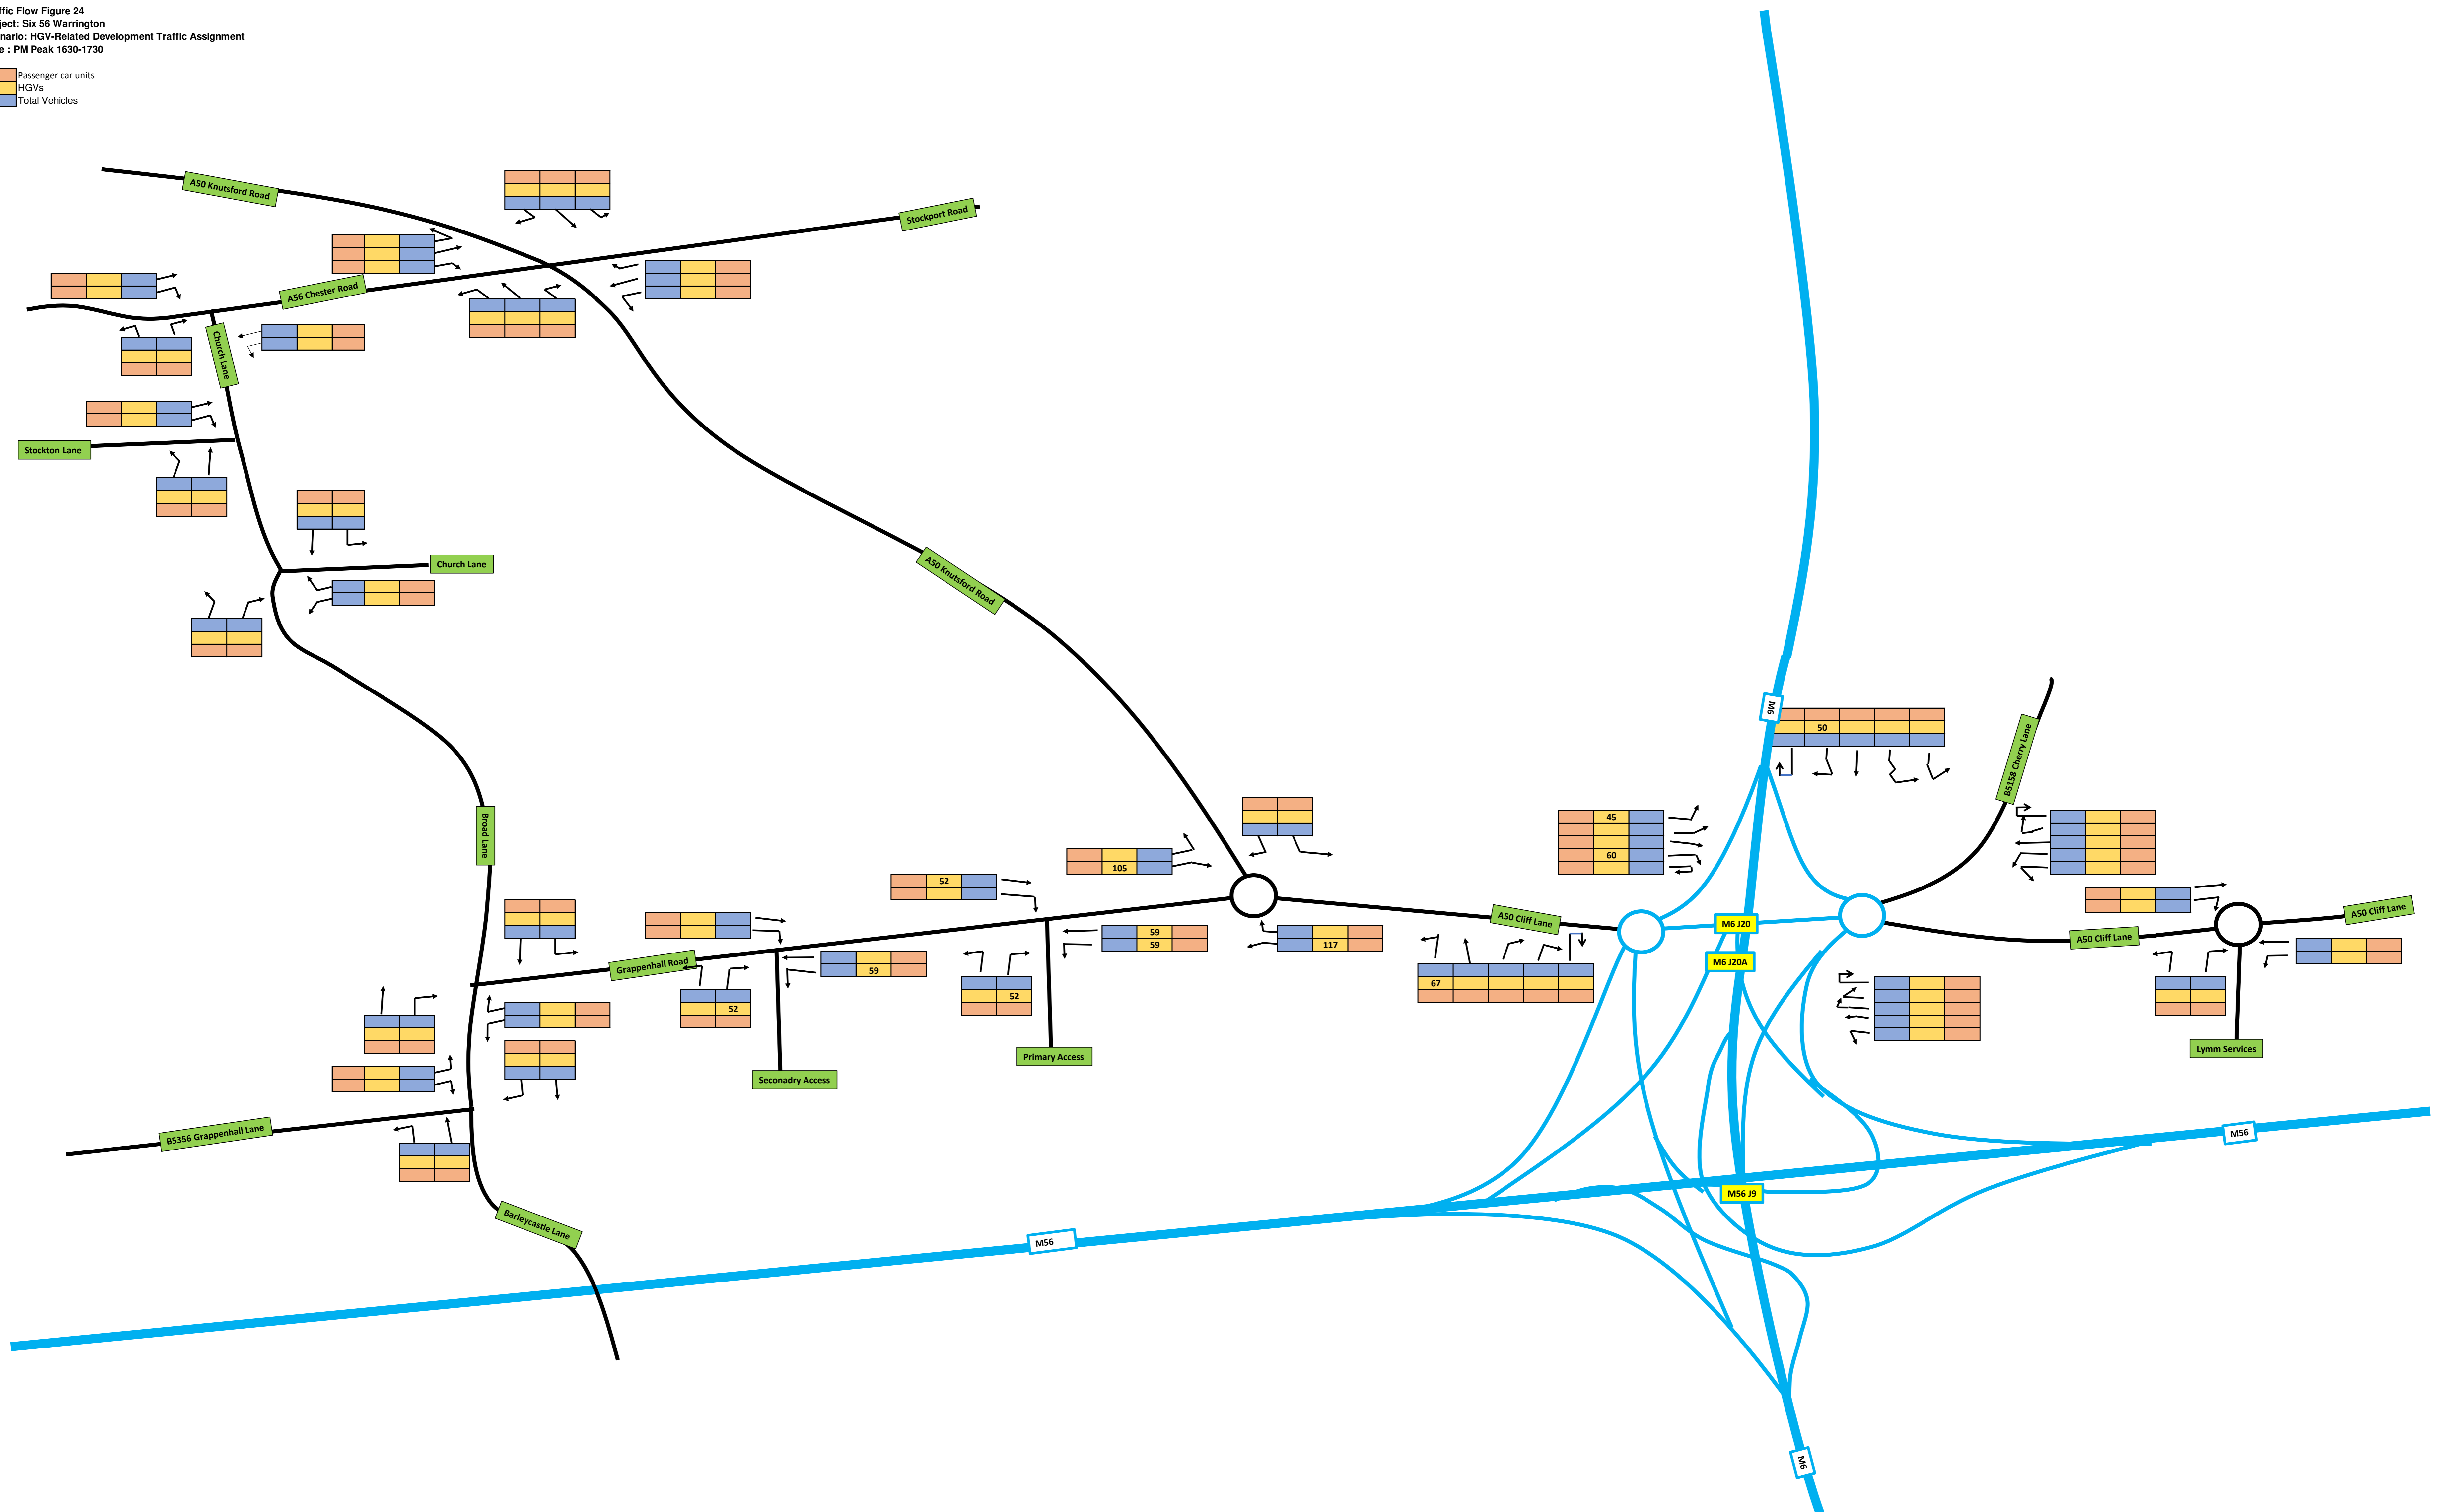 ffic Flow Figure 24
ject: Six 56 Warrington
nario: HGV-Related Development Traffic Assignment
e : PM Peak 1630-1730
Passenger car units
HGVs
Total Vehicles
A50 Knutsford Road
Stockport Road
A56 Chester Road
Church Lane
Stockton Lane
Church Lane
A50 Knutsford Road
M6
50
B5158 Cherry Lane
Broad Lane
45
60
105
52
A50 Cliff Lane
M6 J20
A50 Cliff Lane
A50 Cliff Lane
59
59
117
Grappenhall Road
59
M6 J20A
67
52
52
Primary Access
Lymm Services
Seconadry Access
B5356 Grappenhall Lane
M56
M56 J9
Barleycastle Lane
M56
M6